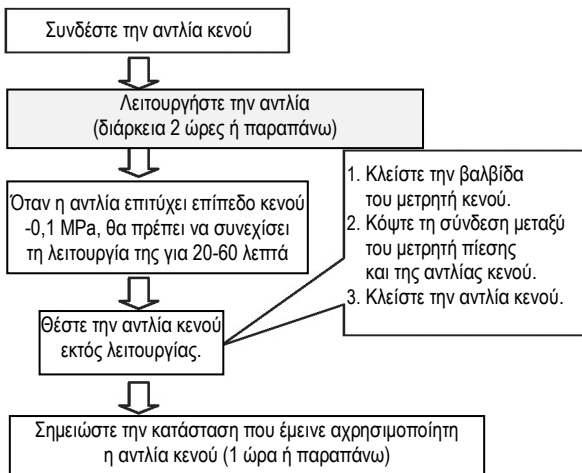 Συνδέστε την αντλία κενού
Λειτουργήστε την αντλία
(διάρκεια 2 ώρες ή παραπάνω)
Όταν η αντλία επιτύχει επίπεδο κενού
-0,1 MPa, θα πρέπει να συνεχίσει
τη λειτουργία της για 20-60 λεπτά
Θέστε την αντλία κενού
εκτός λειτουργίας.
1. Κλείστε την βαλβίδα
του μετρητή κενού.
2. Κόψτε τη σύνδεση μεταξύ
του μετρητή πίεσης
και της αντλίας κενού.
3. Κλείστε την αντλία κενού.
Σημειώστε την κατάσταση που έμεινε αχρησιμοποίητη
η αντλία κενού (1 ώρα ή παραπάνω)